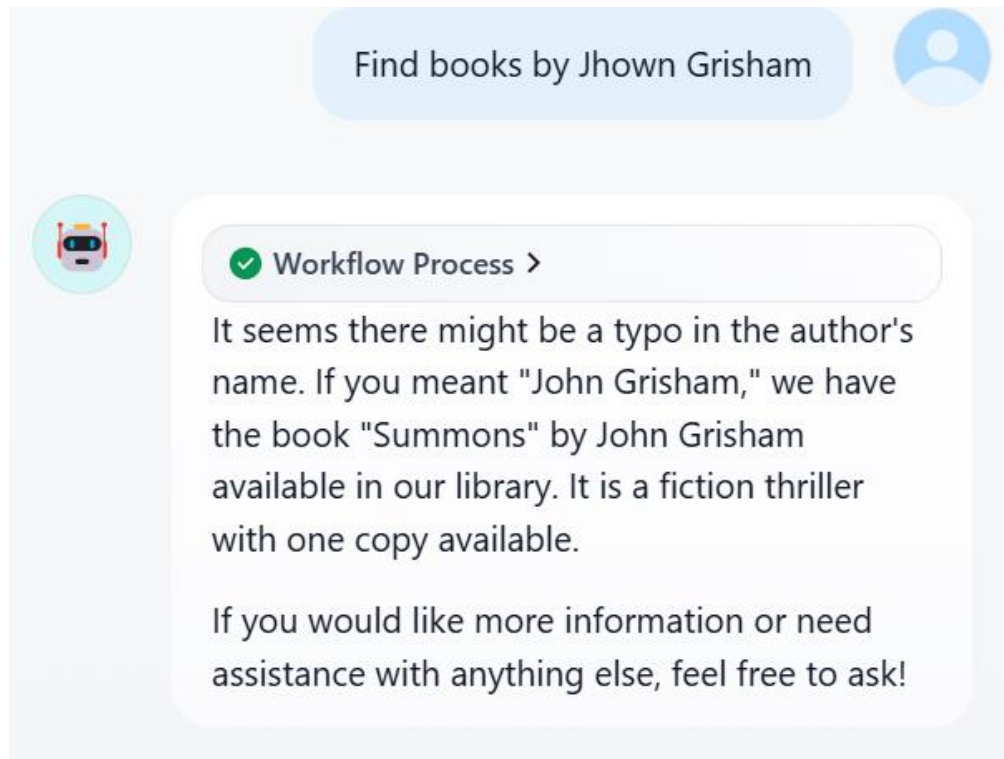 Find books by Jhown Grisham
Workflow Process >
It seems there might be a typo in the author's
name. If you meant "John Grisham," we have
the book "Summons" by John Grisham
available in our library. It is a fiction thriller
with one copy available.
If you would like more information or need
assistance with anything else, feel free to ask!